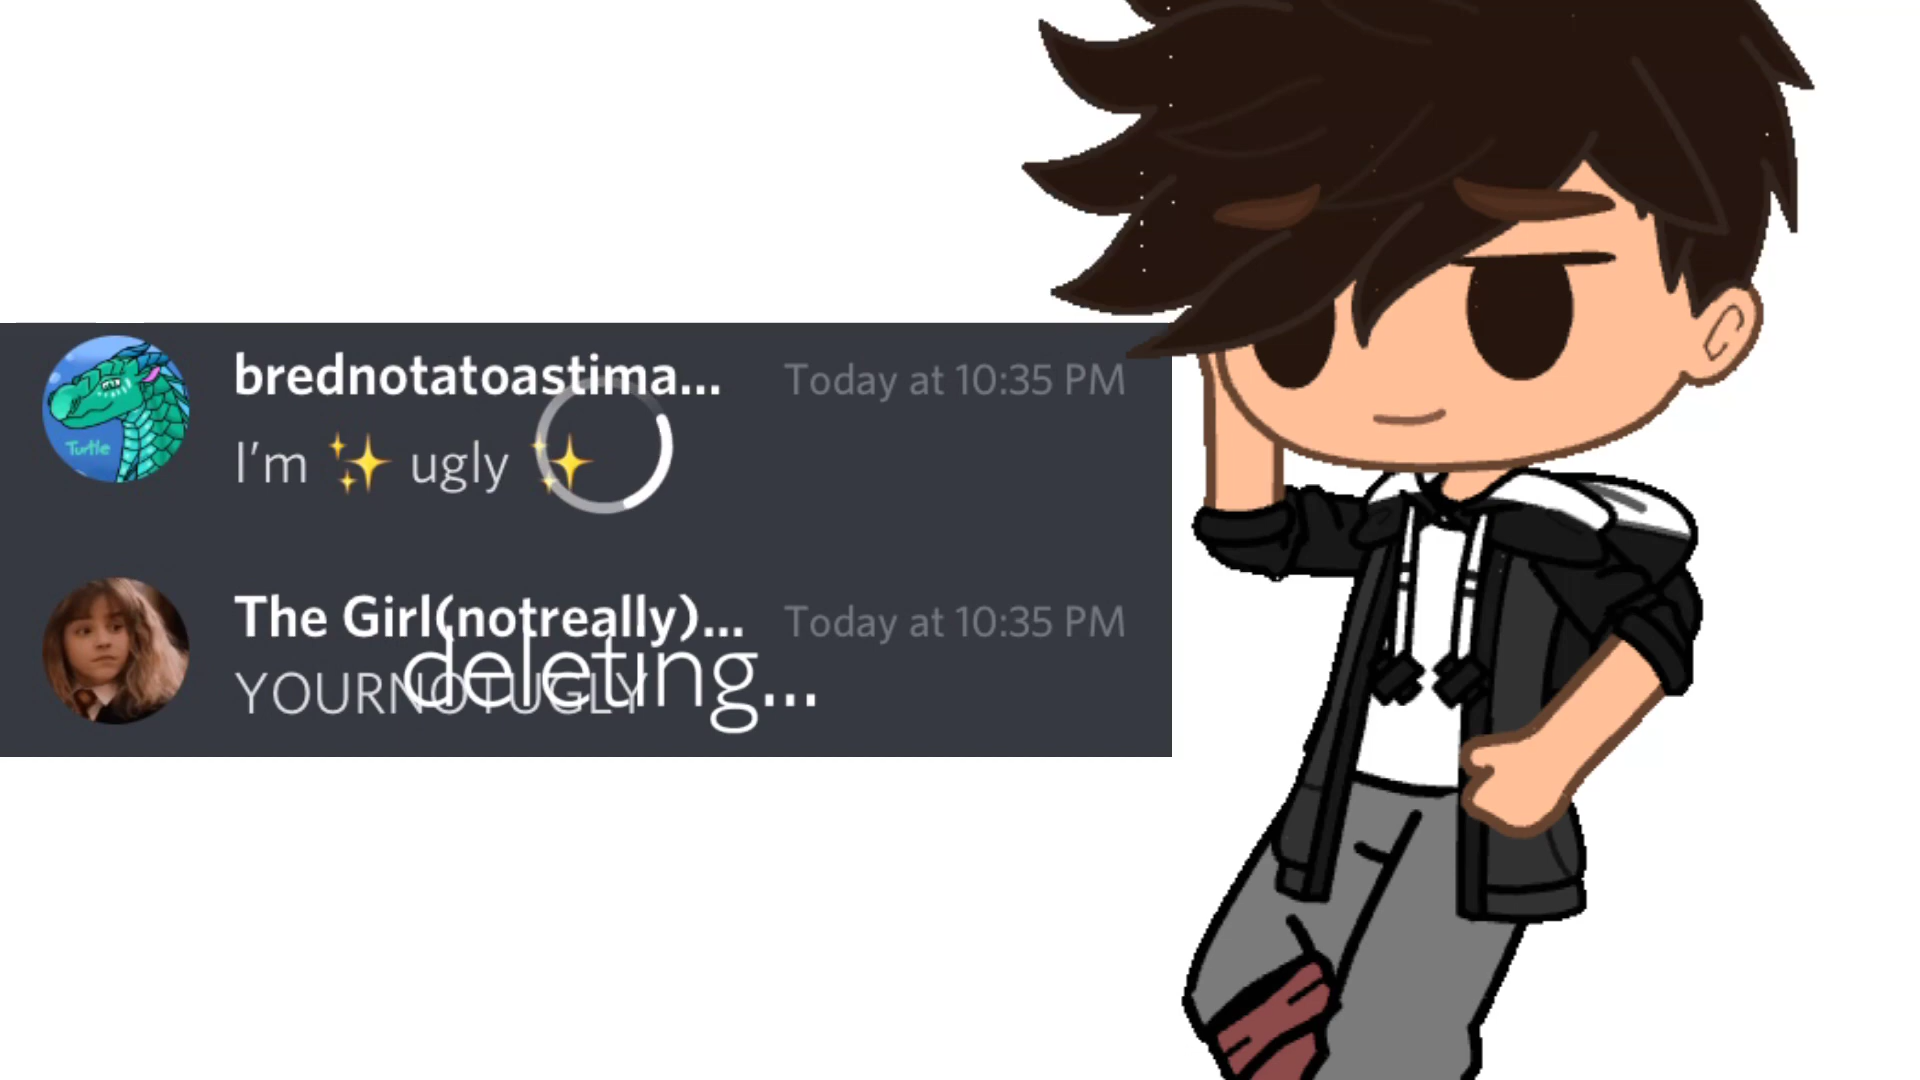 brednotatoastima... Today at 10:35 PM
Turtle
I'm ✨ ugly ✨
The Girl(notreally)... Today at 10:35 PM
YOURNOTUGLY
deleting...